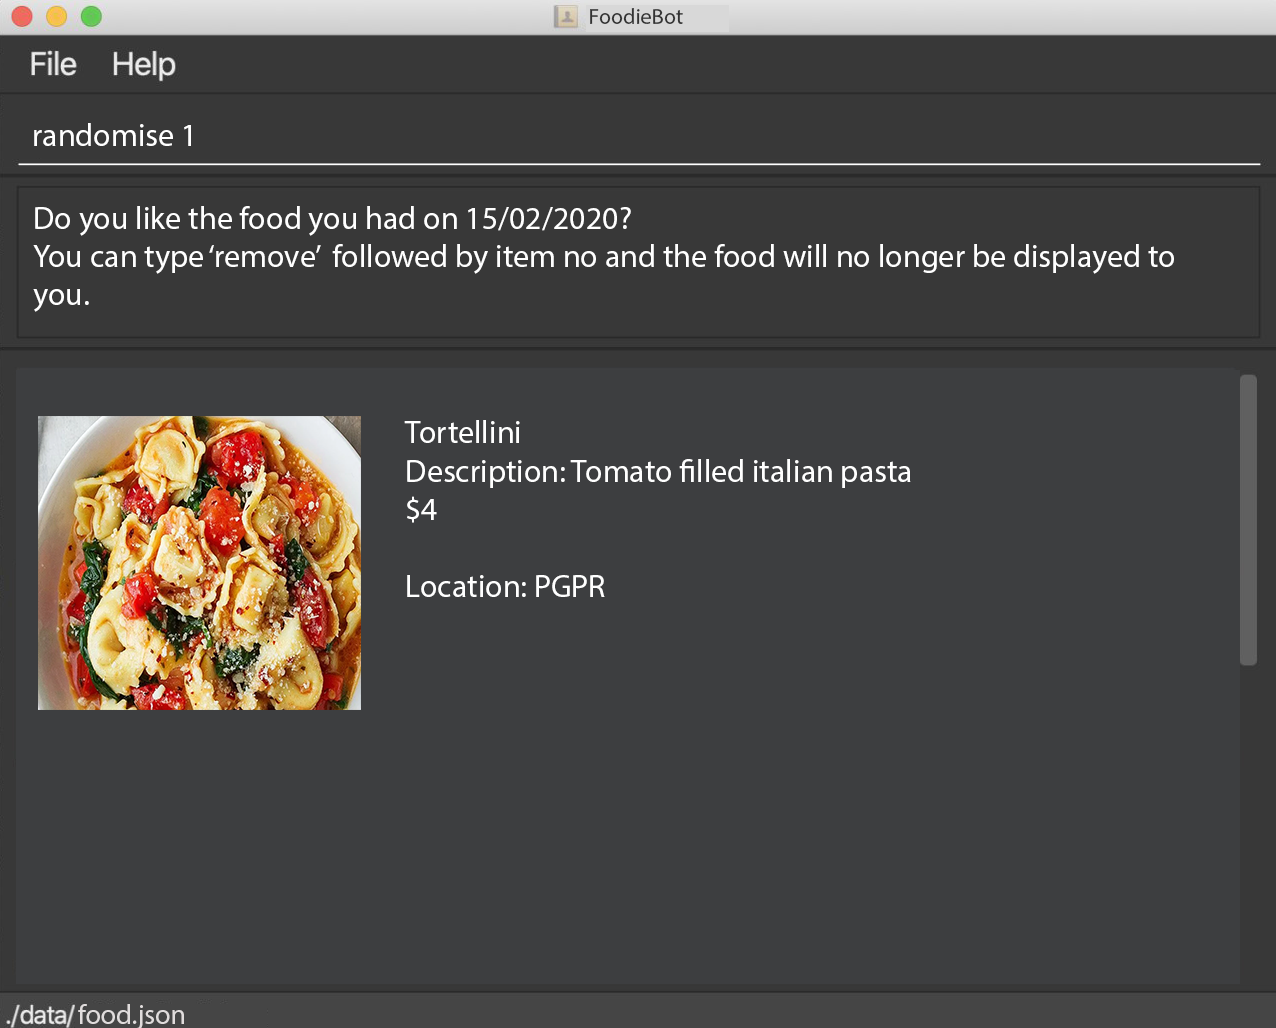 FoodieBot
File Help
randomise 1
Do you like the food you had on 15/02/2020?
You can type ‘remove’ followed by item no and the food will no longer be displayed to
you.
Tortellini
Description: Tomato filled italian pasta
$4
Location: PGPR
./data/food.json